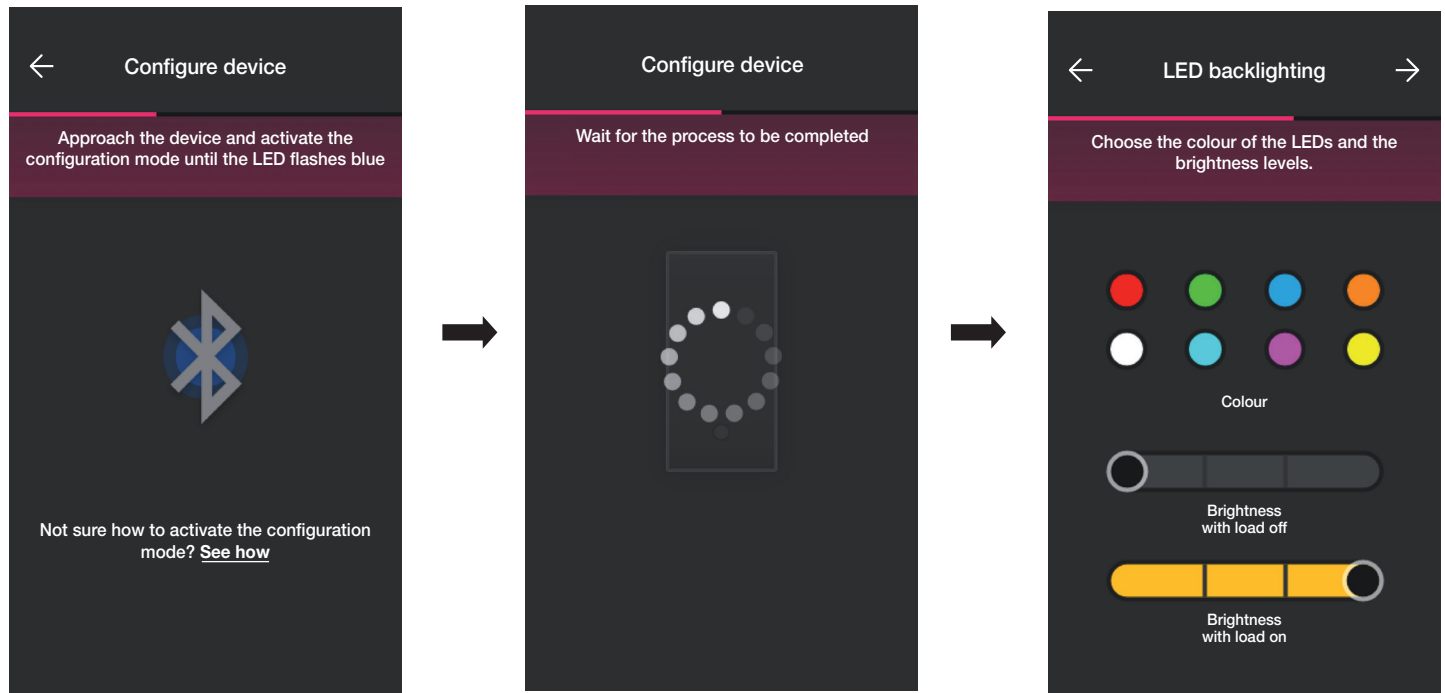 Configure device
Approach the device and activate the
configuration mode until the LED flashes blue
Not sure how to activate the configuration
mode? See how
Configure device
Wait for the process to be completed
LED backlighting
Choose the colour of the LEDs and the
brightness levels.
Colour
Brightness
with load off
Brightness
with load on